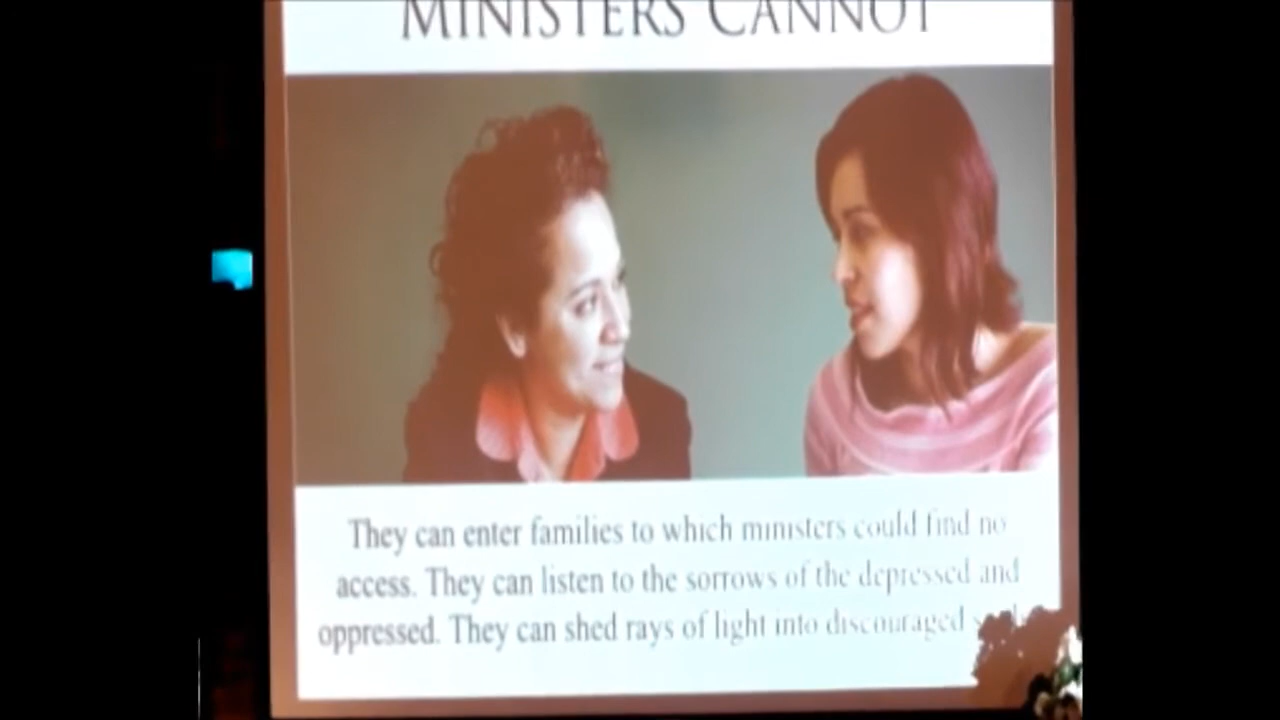 MINISTERS CANNOT
They can enter families to which ministers could find no
access. They can listen to the sorrows of the depressed and
oppressed. They can shed rays of light into discouraged